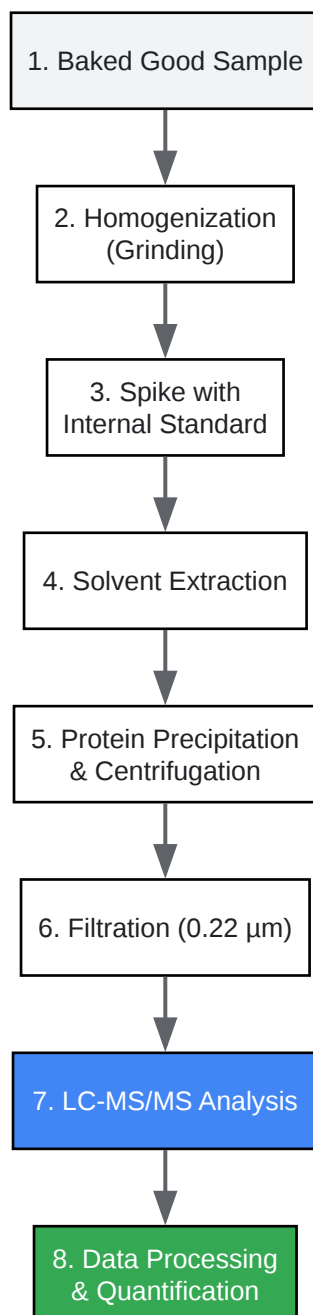 1. Baked Good Sample
2. Homogenization
(Grinding)
3. Spike with
Internal Standard
4. Solvent Extraction
5. Protein Precipitation
& Centrifugation
6. Filtration (0.22 µm)
7. LC-MS/MS Analysis
8. Data Processing
& Quantification